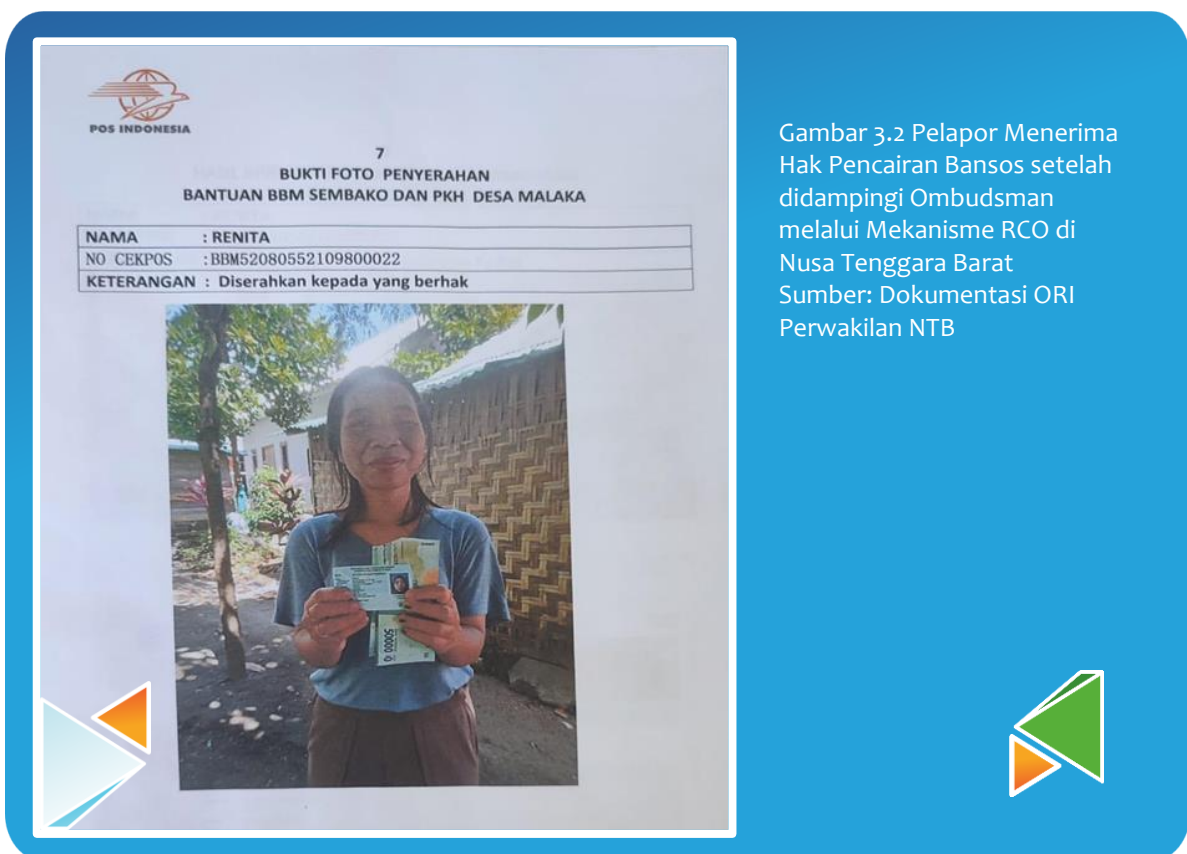 POS INDONESIA
7
BUKTI FOTO PENYERAHAN
BANTUAN BBM SEMBAKO DAN PKH DESA MALAKA
NAMA : RENITA
NO CEKPOS : BBM52080552109800022
KETERANGAN : Diserahkan kepada yang berhak
50000
Gambar 3.2 Pelapor Menerima
Hak Pencairan Bansos setelah
didampingi Ombudsman
melalui Mekanisme RCO di
Nusa Tenggara Barat
Sumber: Dokumentasi ORI
Perwakilan NTB